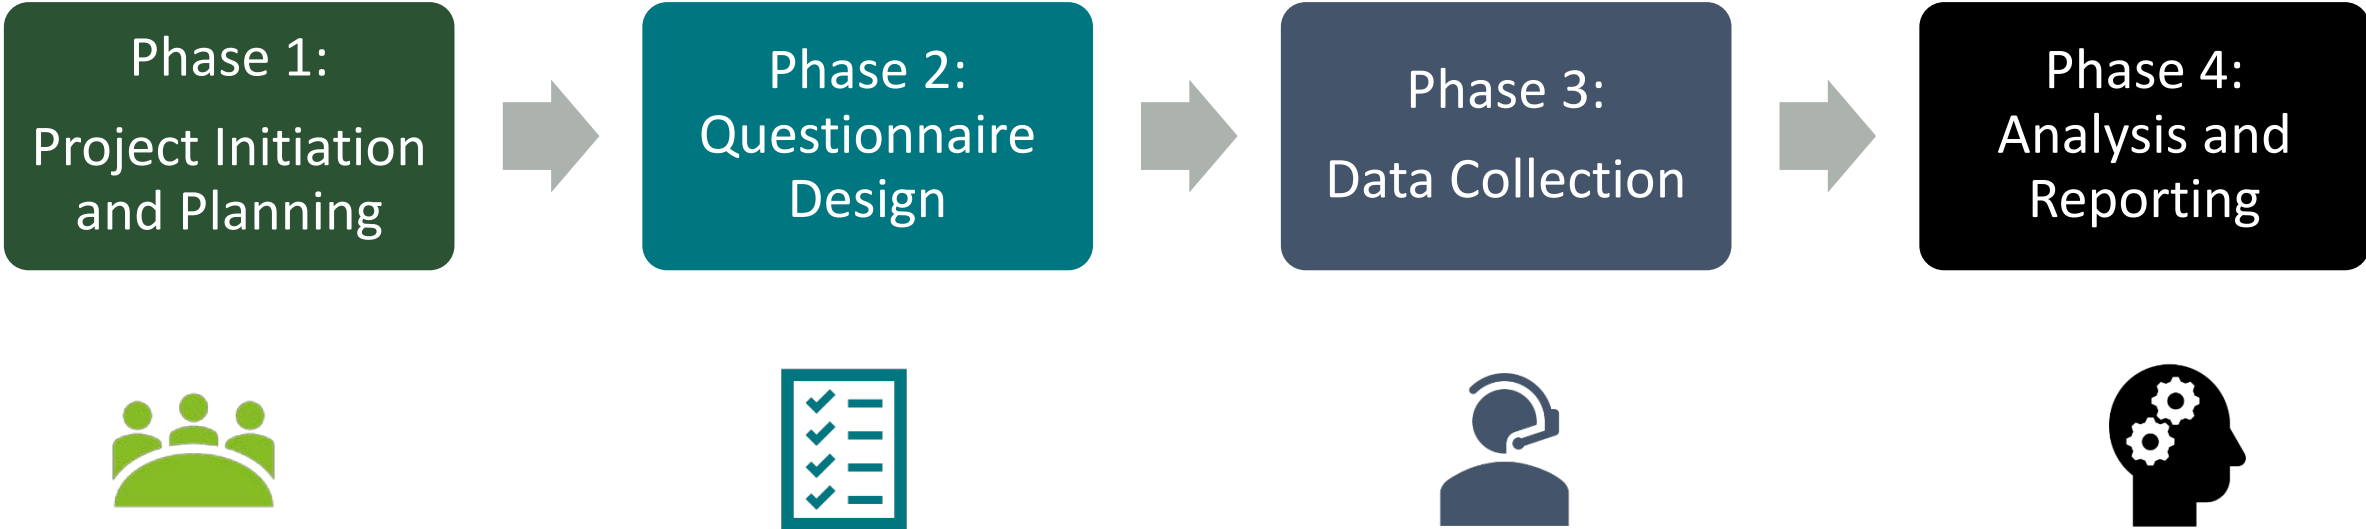 Phase 1:
Project Initiation
and Planning
Phase 2:
Questionnaire
Design
Phase 3:
Data Collection
Phase 4:
Analysis and
Reporting